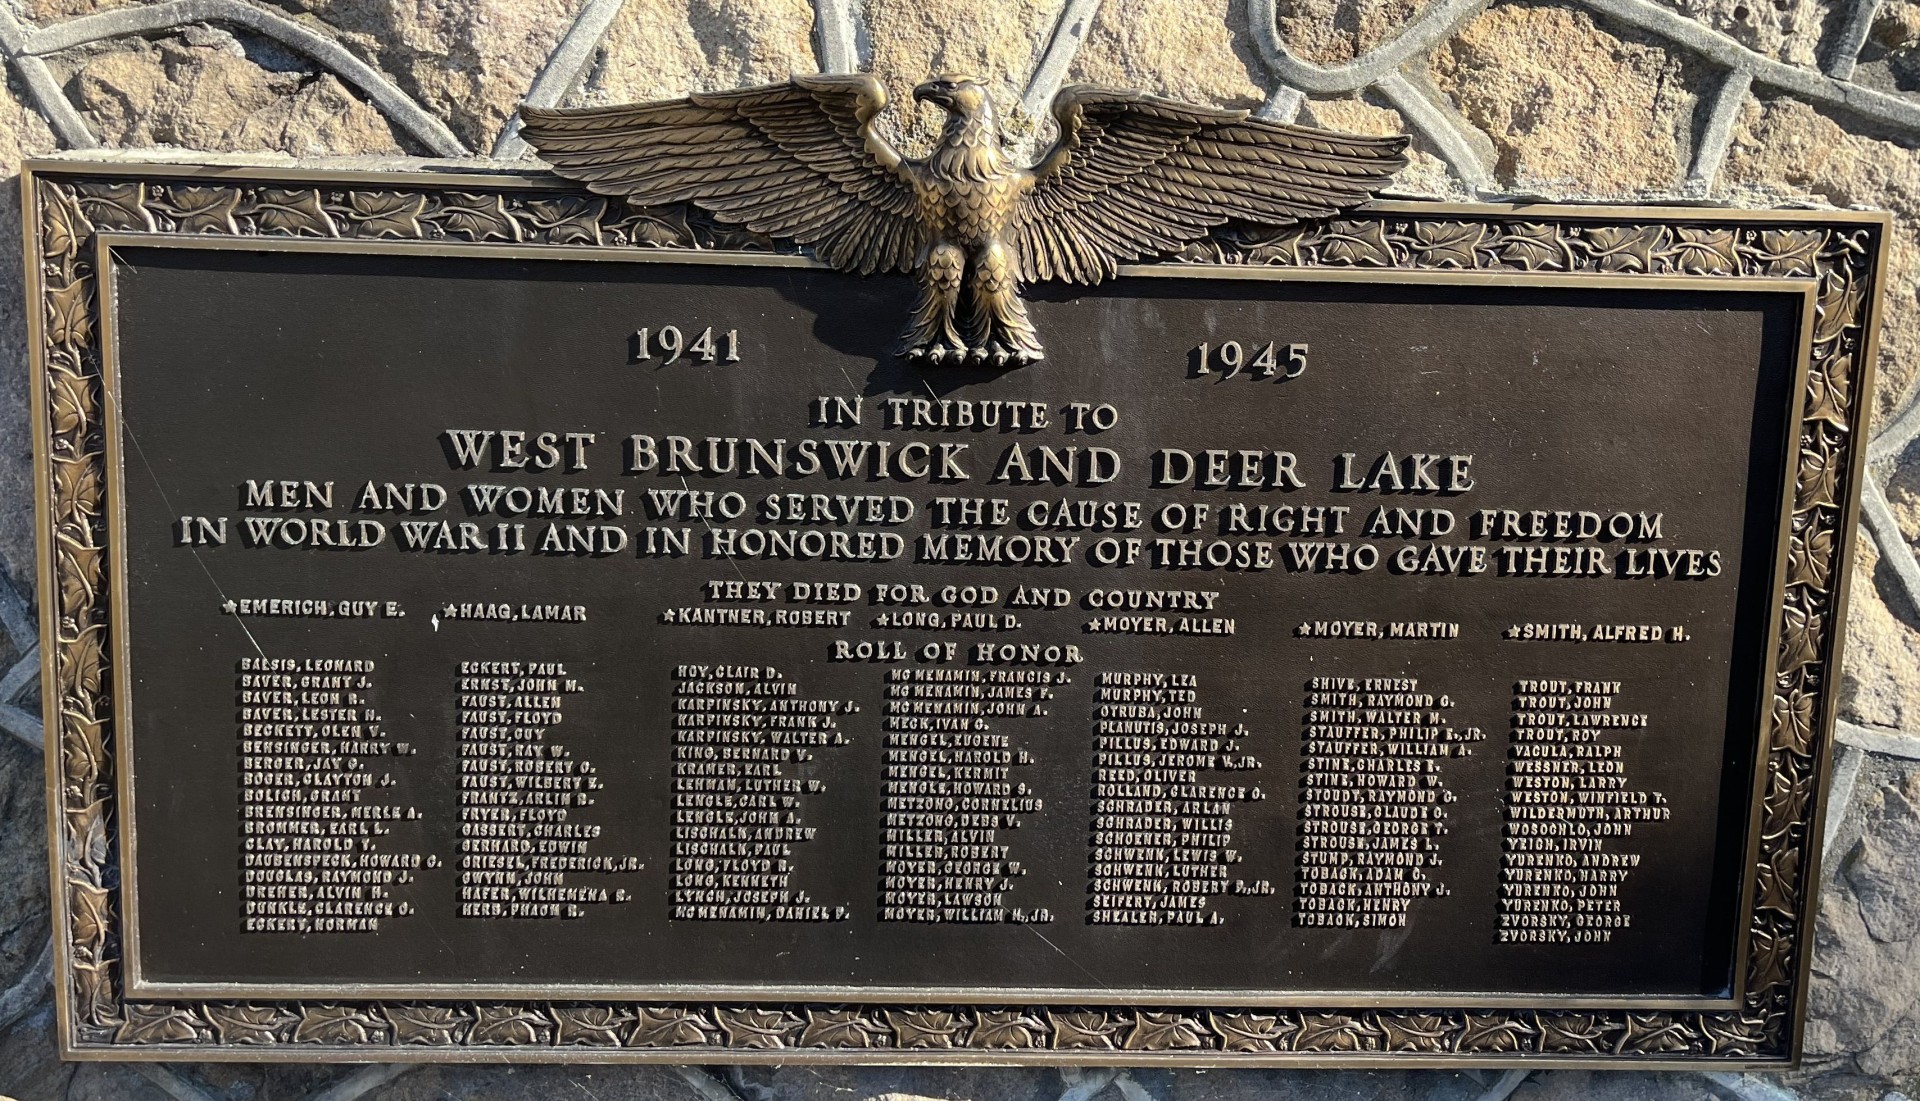 1941 1945
IN TRIBUTE TO
WEST BRUNSWICK AND DEER LAKE
MEN AND WOMEN WHO SERVED THE CAUSE OF RIGHT AND FREEDOM
IN WORLD WAR II AND IN HONORED MEMORY OF THOSE WHO GAVE THEIR LIVES
THEY DIED FOR GOD AND COUNTRY
★EMERICH, GUY E. ★HAAG, LAMAR ★KANTNER, ROBERT ★LONG, PAUL D. ★MOYER, ALLEN ★MOYER, MARTIN ★SMITH, ALFRED H.
ROLL OF HONOR
BALSIS, LEONARD
BAVER, GRANT J.
BAVER, LEON R.
BAVER, LESTER H.
BECKETT, OLEN V.
BENSINGER, HARRY W.
BERGER, JAY G.
BOGER, CLAYTON J.
BOLICH, GRANT
BRENSINGER, MERLE A.
BROMMER, EARL L.
CLAY, HAROLD Y.
DAUBENSPECK, HOWARD C.
DOUGLAS, RAYMOND J.
DREHER, ALVIN H.
DUNKLE, CLARENCE O.
ECKERT, NORMAN
ECKERT, PAUL
ERNST, JOHN M.
FAUST, ALLEN
FAUST, FLOYD
FAUST, GUY
FAUST, RAY W.
FAUST, ROBERT O.
FAUST, WILBERT E.
FRANTZ, ARLIN B.
FRYER, FLOYD
GASSERT, CHARLES
GERHARD, EDWIN
GRIESEL, FREDERICK, JR.
GWYNN, JOHN
HAFER, WILHEMENA R.
HERB, PHAON R.
HOY, CLAIR D.
JACKSON, ALVIN
KARPINSKY, ANTHONY J.
KARPINSKY, FRANK J.
KARPINSKY, WALTER A.
KING, BERNARD V.
KRAMER, EARL
LEHMAN, LUTHER W.
LENGLE, CARL W.
LENGLE, JOHN A.
LISCHALK, ANDREW
LISCHALK, PAUL
LONG, FLOYD R.
LONG, KENNETH
LYNCH, JOSEPH J.
MCMENAMIN, DANIEL P.
MCMENAMIN, FRANCIS J.
MCMENAMIN, JAMES F.
MCMENAMIN, JOHN A.
MECK, IVAN C.
MENGEL, EUGENE
MENGEL, HAROLD H.
MENGEL, KERMIT
MENGLE, HOWARD S.
METZONG, CORNELIUS
METZONG, DEBS V.
MILLER, ALVIN
MILLER, ROBERT
MOYER, GEORGE W.
MOYER, HENRY J.
MOYER, LAWSON
MOYER, WILLIAM H., JR.
MURPHY, LEA
MURPHY, TED
OTRUBA, JOHN
PLANUTIS, JOSEPH J.
PILLUS, EDWARD J.
PILLUS, JEROME V., JR.
REED, OLIVER
ROLLAND, CLARENCE O.
SCHRADER, ARLAN
SCHRADER, WILLIS
SCHOENER, PHILIP
SCHWENK, LEWIS W.
SCHWENK, LUTHER
SCHWENK, ROBERT P., JR.
SEIFERT, JAMES
SHEALER, PAUL A.
SHIVE, ERNEST
SMITH, RAYMOND C.
SMITH, WALTER M.
STAUFFER, PHILIP E., JR.
STAUFFER, WILLIAM A.
STINE, CHARLES E.
STINE, HOWARD W.
STOUDT, RAYMOND C.
STROUSE, CLAUDE C.
STROUSE, GEORGE T.
STROUSE, JAMES L.
STUMP, RAYMOND J.
TOBACK, ADAM O.
TOBACK, ANTHONY J.
TOBACK, HENRY
TOBACK, SIMON
TROUT, FRANK
TROUT, JOHN
TROUT, LAWRENCE
TROUT, ROY
VACULA, RALPH
WESSNER, LEON
WESTON, LARRY
WESTON, WINFIELD T.
WILDERMUTH, ARTHUR
WOSOCHLO, JOHN
YEICH, IRVIN
YURENKO, ANDREW
YURENKO, HARRY
YURENKO, JOHN
YURENKO, PETER
ZVORSKY, GEORGE
ZVORSKY, JOHN